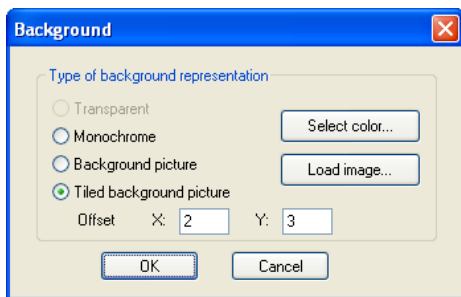 Background
Type of background representation
Transparent
Monochrome
Select color...
Background picture
Load image...
Tiled background picture
Offset X: 2 Y: 3
OK Cancel